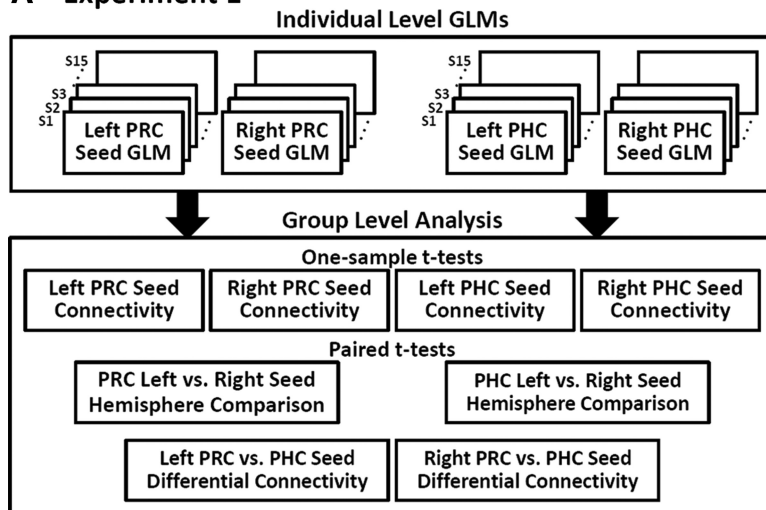 Individual Level GLMs
S15
S3
S2
S1
Left PRC
Seed GLM
Right PRC
Seed GLM
S15
S3
S2
S1
Left PHC
Seed GLM
Right PHC
Seed GLM
Group Level Analysis
One-sample t-tests
Left PRC Seed
Connectivity
Right PRC Seed
Connectivity
Left PHC Seed
Connectivity
Right PHC Seed
Connectivity
Paired t-tests
PRC Left vs. Right Seed
Hemisphere Comparison
PHC Left vs. Right Seed
Hemisphere Comparison
Left PRC vs. PHC Seed
Differential Connectivity
Right PRC vs. PHC Seed
Differential Connectivity